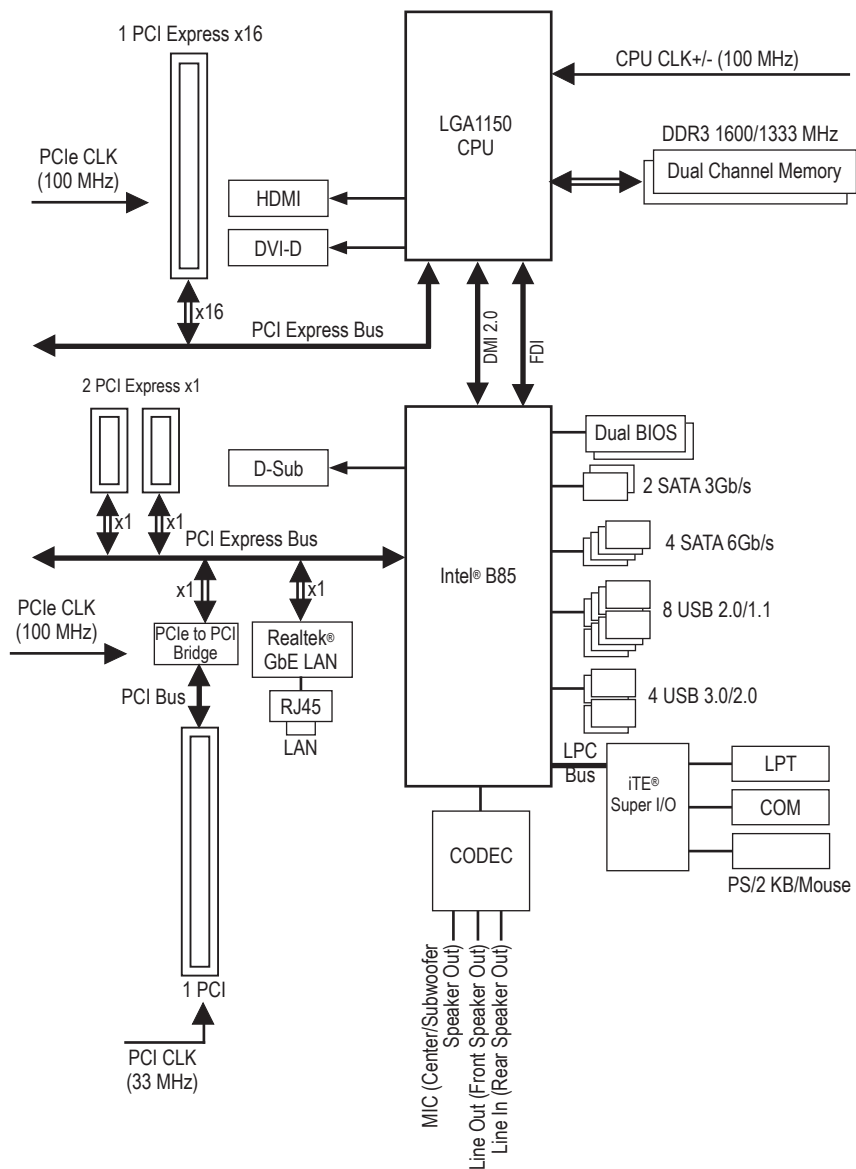 1 PCI Express x16
CPU CLK+/- (100 MHz)
LGA1150
CPU
DDR3 1600/1333 MHz
Dual Channel Memory
PCIe CLK
(100 MHz)
HDMI
DVI-D
x16
PCI Express Bus
DMI 2.0
FDI
2 PCI Express x1
Dual BIOS
D-Sub
2 SATA 3Gb/s
x1
x1
PCI Express Bus
4 SATA 6Gb/s
Intel® B85
x1
x1
8 USB 2.0/1.1
PCIe CLK
(100 MHz)
PCIe to PCI
Bridge
Realtek®
GbE LAN
PCI Bus
RJ45
LAN
4 USB 3.0/2.0
LPC
Bus
iTE®
Super I/O
LPT
COM
PS/2 KB/Mouse
CODEC
1 PCI
PCI CLK
(33 MHz)
MIC (Center/Subwoofer
Speaker Out)
Line Out (Front Speaker Out)
Line In (Rear Speaker Out)